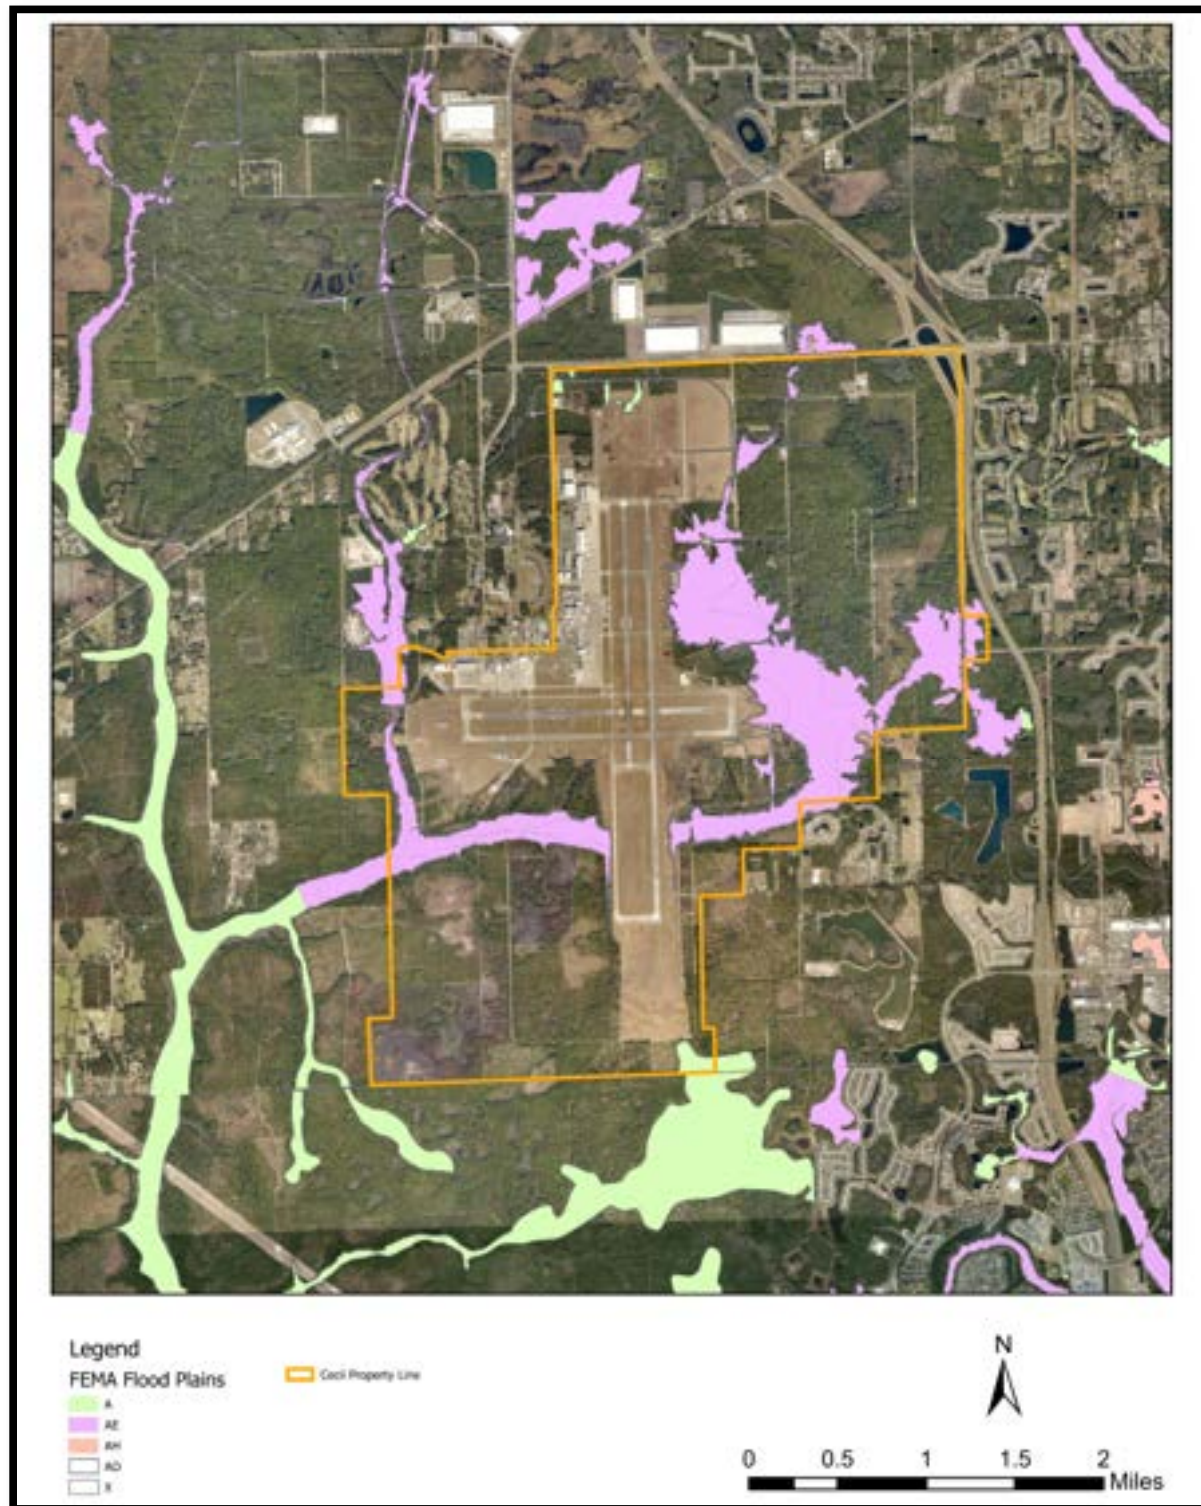 Legend
FEMA Flood Plains
A
AE
AH
AO
X
Cecil Property Line
N
0 0.5 1 1.5 2
Miles